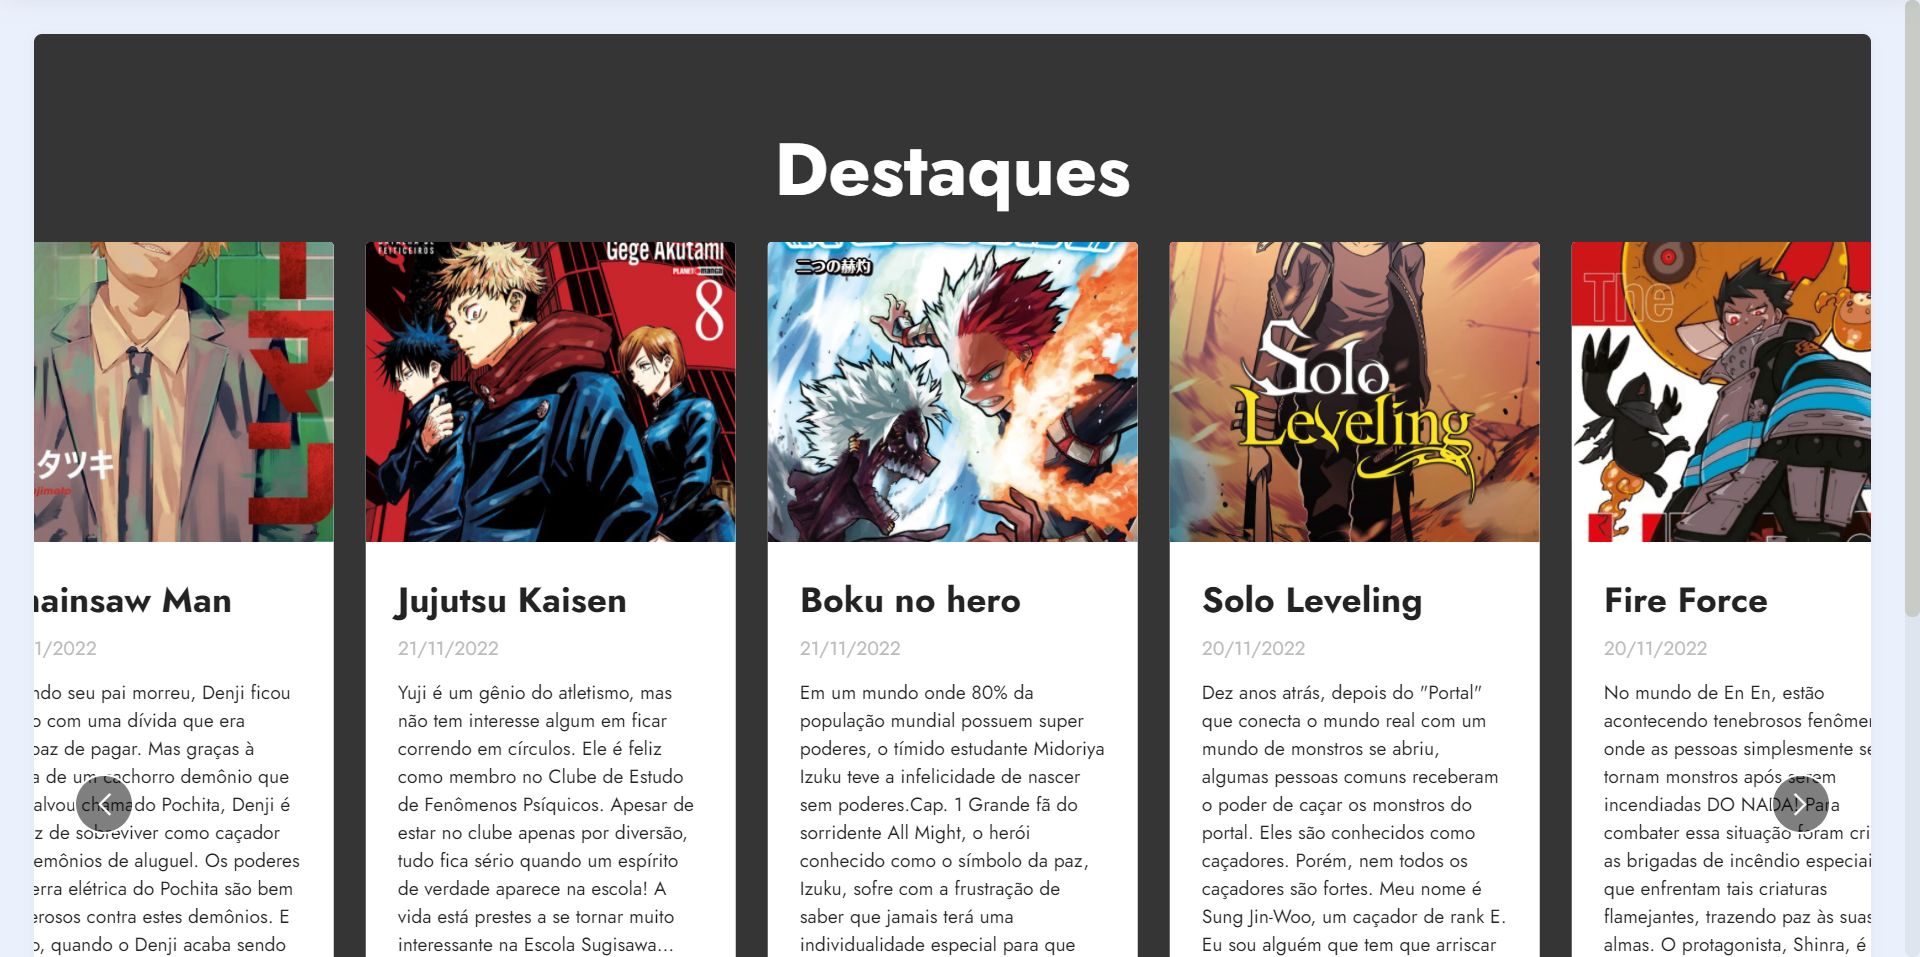 Destaques
タツキ
ujimoto
FEITICEIROS
Gege Akutami
PLANET manga
8
二つの赫灼
Solo
Leveling
The
hainsaw Man
1/2022
ndo seu pai morreu, Denji ficou
o com uma dívida que era
paz de pagar. Mas graças à
a de um cachorro demônio que
alvou chamado Pochita, Denji é
z de sobreviver como caçador
emônios de aluguel. Os poderes
erra elétrica do Pochita são bem
erosos contra estes demônios. E
o, quando o Denji acaba sendo
Jujutsu Kaisen
21/11/2022
Yuji é um gênio do atletismo, mas
não tem interesse algum em ficar
correndo em círculos. Ele é feliz
como membro no Clube de Estudo
de Fenômenos Psíquicos. Apesar de
estar no clube apenas por diversão,
tudo fica sério quando um espírito
de verdade aparece na escola! A
vida está prestes a se tornar muito
interessante na Escola Sugisawa...
Boku no hero
21/11/2022
Em um mundo onde 80% da
população mundial possuem super
poderes, o tímido estudante Midoriya
Izuku teve a infelicidade de nascer
sem poderes.Cap. 1 Grande fã do
sorridente All Might, o herói
conhecido como o símbolo da paz,
Izuku, sofre com a frustração de
saber que jamais terá uma
individualidade especial para que
Solo Leveling
20/11/2022
Dez anos atrás, depois do "Portal"
que conecta o mundo real com um
mundo de monstros se abriu,
algumas pessoas comuns receberam
o poder de caçar os monstros do
portal. Eles são conhecidos como
caçadores. Porém, nem todos os
caçadores são fortes. Meu nome é
Sung Jin-Woo, um caçador de rank E.
Eu sou alguém que tem que arriscar
Fire Force
20/11/2022
No mundo de En En, estão
acontecendo tenebrosos fenômen
onde as pessoas simplesmente se
tornam monstros após serem
incendiadas DO NADA! Para
combater essa situação foram cri
as brigadas de incêndio especiai
que enfrentam tais criaturas
flamejantes, trazendo paz às suas
almas. O protagonista, Shinra, é